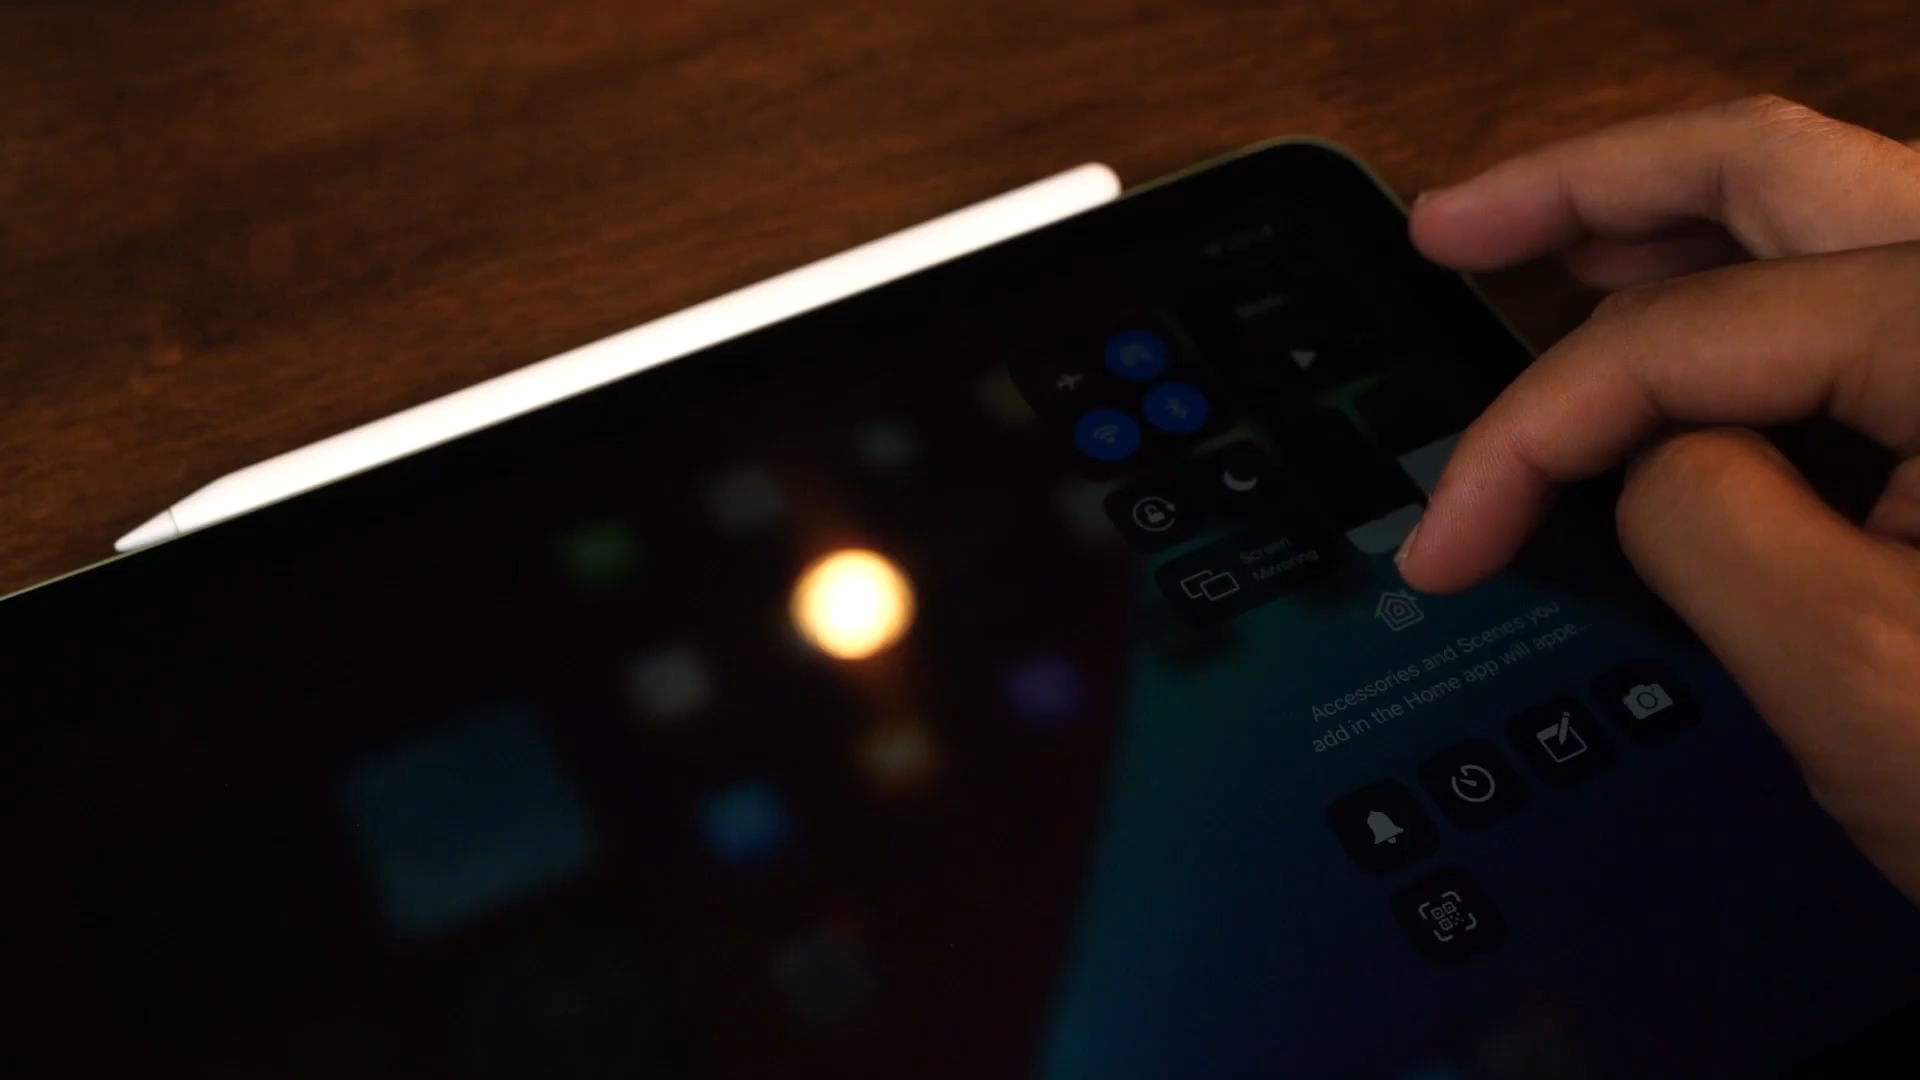 Screen
Mirroring
Accessories and Scenes you
add in the Home app will appe...